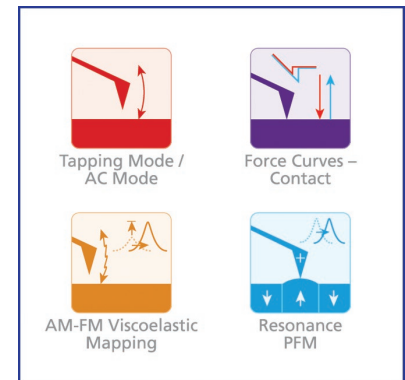 Tapping Mode /
AC Mode
Force Curves –
Contact
+
AM-FM Viscoelastic
Mapping
Resonance
PFM